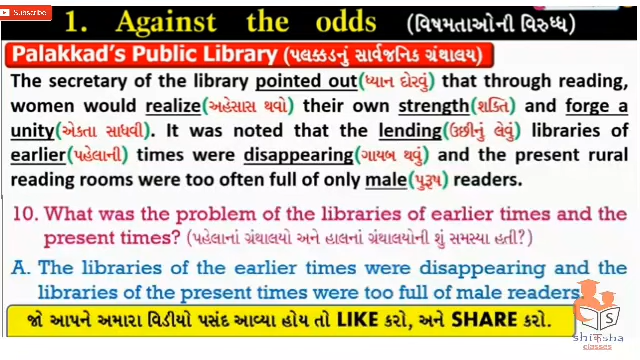 Subscribe
1. Against the odds (વિષમતાઓની વિરુધ્ધ)
Palakkad's Public Library (પલક્કડનું સાર્વજનિક ગ્રંથાલય)
The secretary of the library pointed out(ધ્યાન દોરવું) that through reading,
women would realize(અહેસાસ થવો) their own strength(શક્તિ) and forge a
unity(એકતા સાધવી). It was noted that the lending(ઉછીનું લેવું) libraries of
earlier(પહેલાની) times were disappearing(ગાયબ થવું) and the present rural
reading rooms were too often full of only male(પુરૂષ) readers.
10. What was the problem of the libraries of earlier times and the
present times? (પહેલાનાં ગ્રંથાલયો અને હાલનાં ગ્રંથાલયોની શું સમસ્યા હતી?)
A. The libraries of the earlier times were disappearing and the
libraries of the present times were too full of male readers.
જો આપને અમારા વિડીયો પસંદ આવ્યા હોય તો LIKE કરો, અને SHARE કરો.
S
shiksha
classes